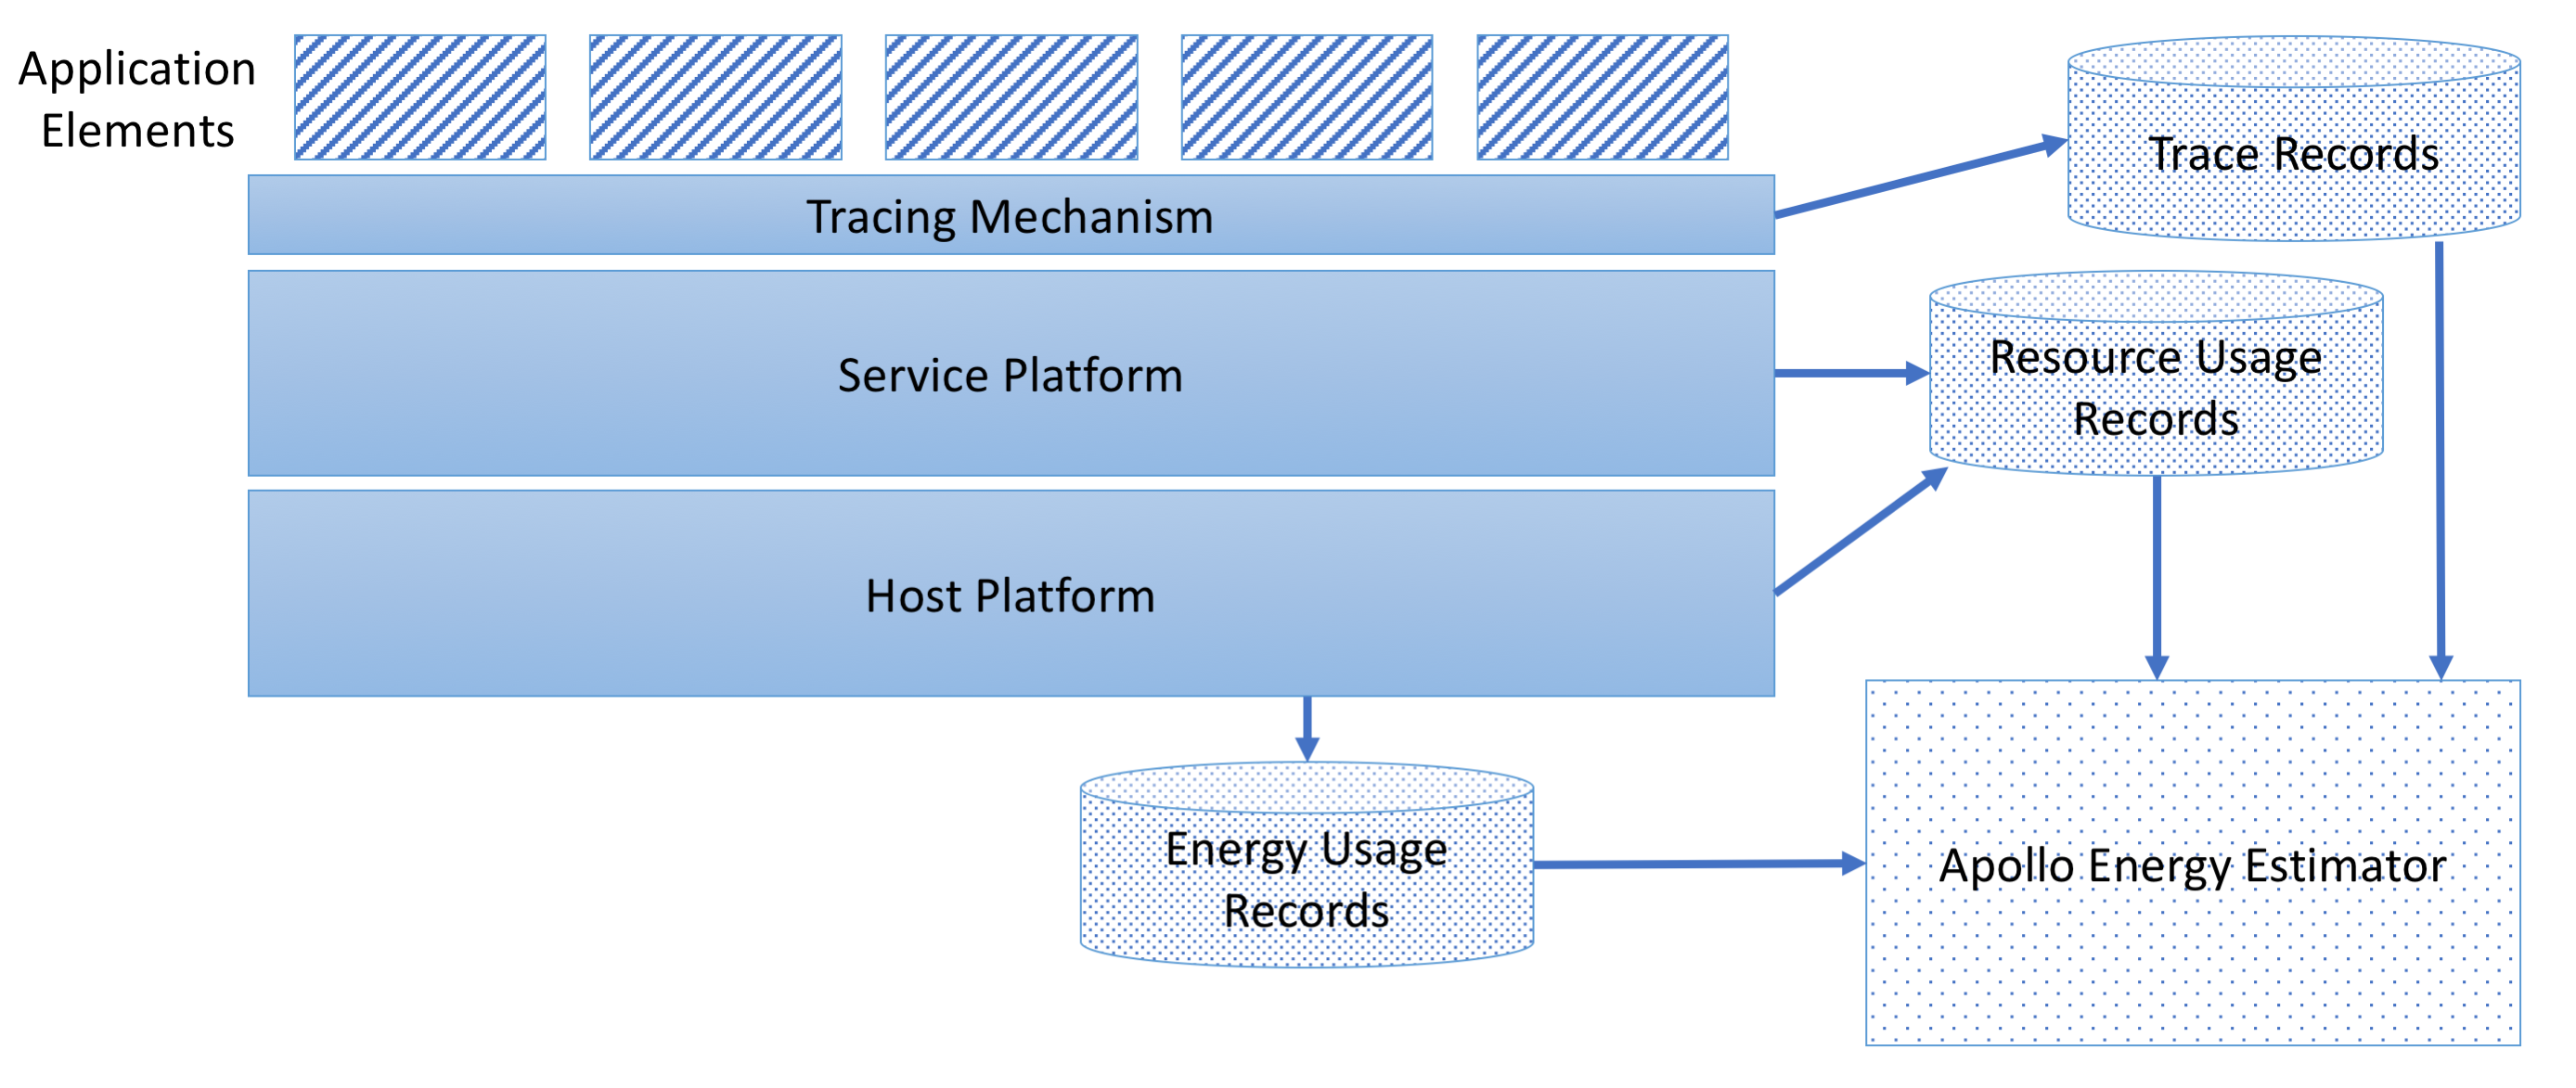 Application
Elements
Tracing Mechanism
Trace Records
Service Platform
Resource Usage
Records
Host Platform
Energy Usage
Records
Apollo Energy Estimator